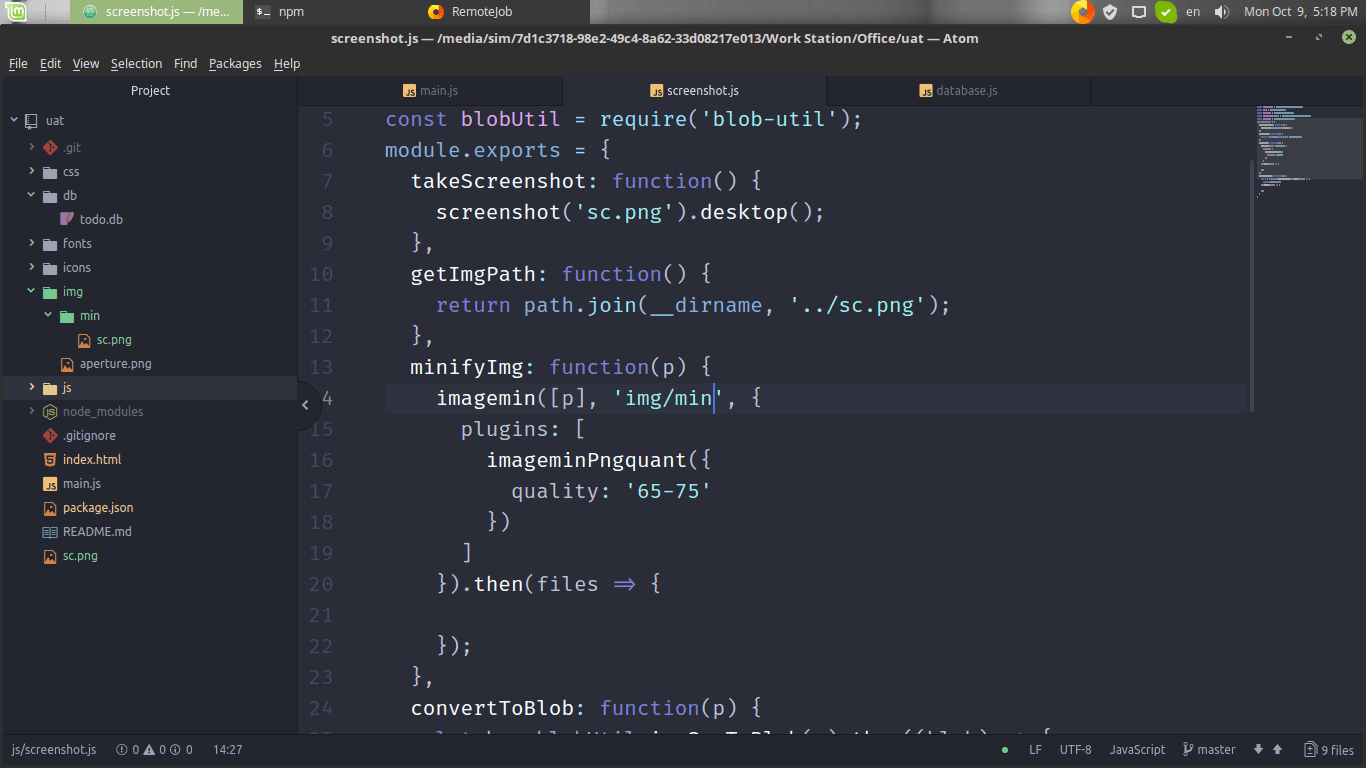 screenshot.js — /me...
npm
RemoteJob
en
Mon Oct 9, 5:18 PM
screenshot.js — /media/sim/7d1c3718-98e2-49c4-8a62-33d08217e013/Work Station/Office/uat — Atom
File Edit View Selection Find Packages Help
Project
main.js
screenshot.js
database.js
uat
.git
css
db
todo.db
fonts
icons
img
min
sc.png
aperture.png
js
node_modules
.gitignore
index.html
main.js
package.json
README.md
sc.png
5 const blobUtil = require('blob-util');
6 module.exports = {
7 takeScreenshot: function() {
8 screenshot('sc.png').desktop();
9 },
10 getImgPath: function() {
11 return path.join(__dirname, '../sc.png');
12 },
13 minifyImg: function(p) {
4 imagemin([p], 'img/min', {
15 plugins: [
16 imageminPngquant({
17 quality: '65-75'
18 })
19 ]
20 }).then(files => {
21
22 });
23 },
24 convertToBlob: function(p) {
js/screenshot.js 0 0 0 14:27
LF UTF-8 JavaScript master 9 files